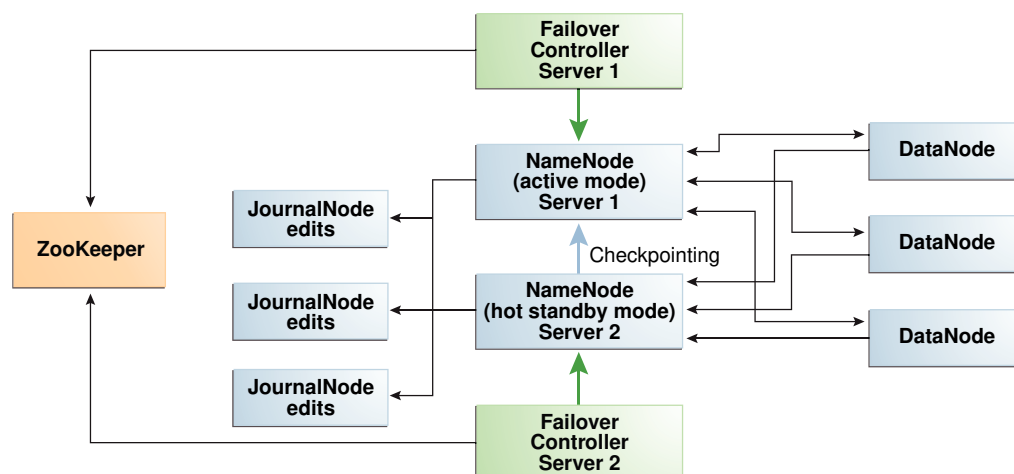 Failover
Controller
Server 1
NameNode
(active mode)
Server 1
DataNode
JournalNode
edits
ZooKeeper
Checkpointing
DataNode
NameNode
(hot standby mode)
Server 2
JournalNode
edits
DataNode
JournalNode
edits
Failover
Controller
Server 2